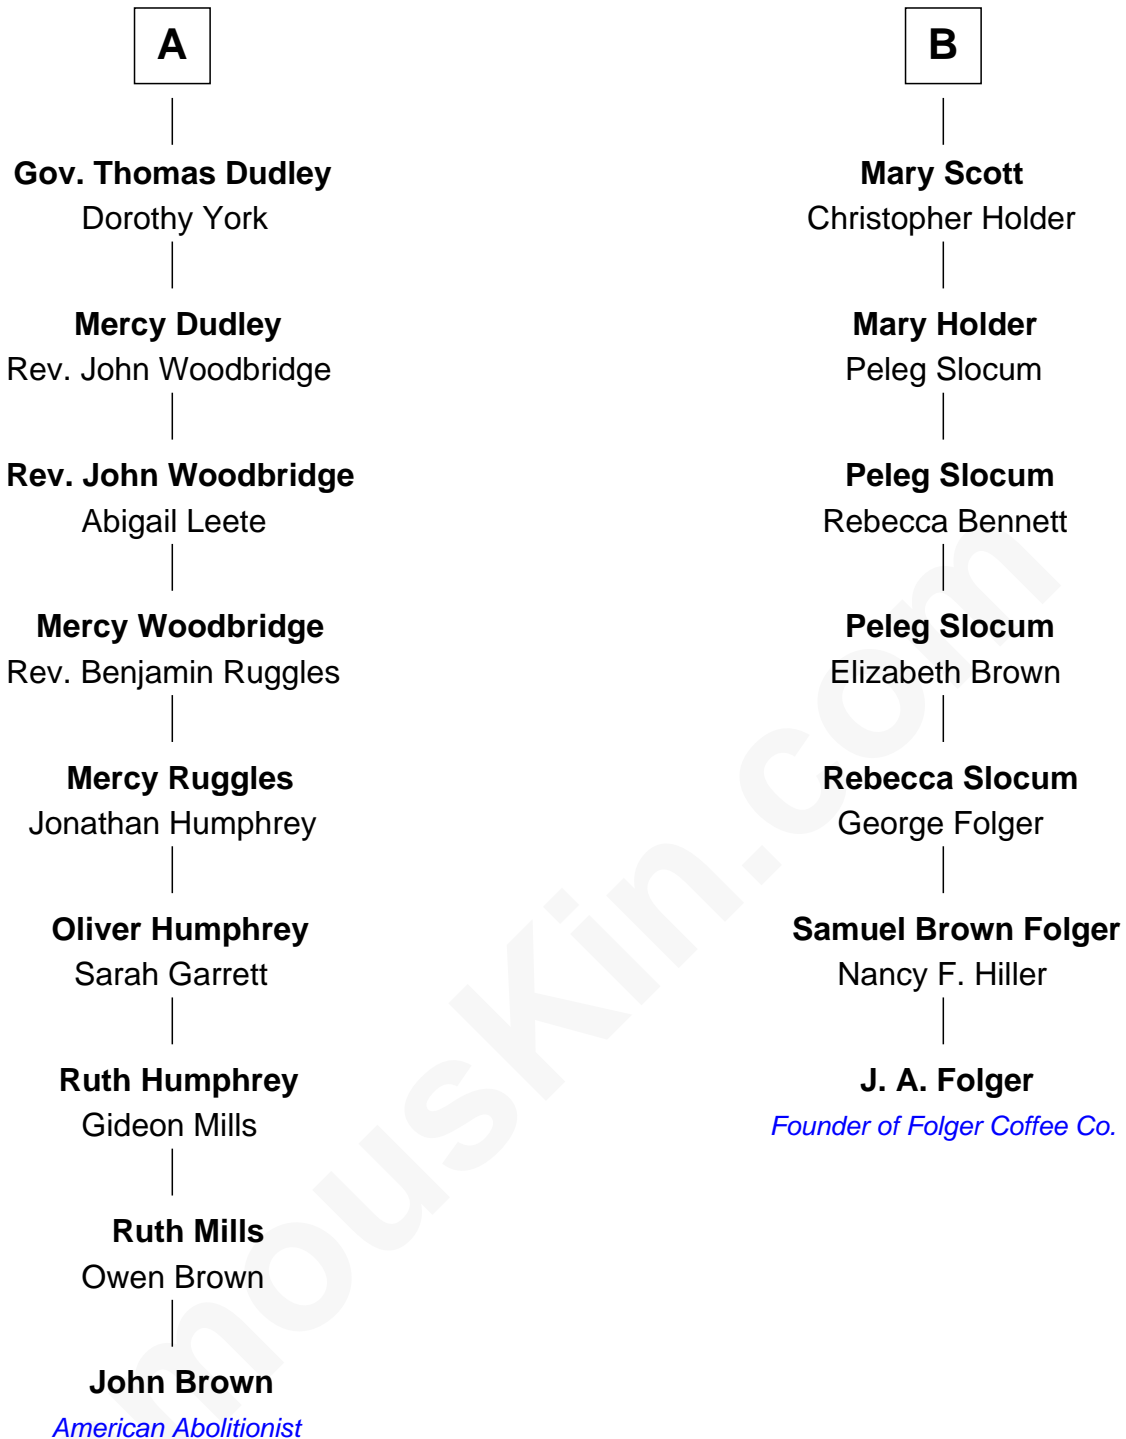 A
Gov. Thomas Dudley
Dorothy York
Mercy Dudley
Rev. John Woodbridge
Rev. John Woodbridge
Abigail Leete
Mercy Woodbridge
Rev. Benjamin Ruggles
Mercy Ruggles
Jonathan Humphrey
Oliver Humphrey
Sarah Garrett
Ruth Humphrey
Gideon Mills
Ruth Mills
Owen Brown
John Brown
American Abolitionist
B
Mary Scott
Christopher Holder
Mary Holder
Peleg Slocum
Peleg Slocum
Rebecca Bennett
Peleg Slocum
Elizabeth Brown
Rebecca Slocum
George Folger
Samuel Brown Folger
Nancy F. Hiller
J. A. Folger
Founder of Folger Coffee Co.
mousKin.com